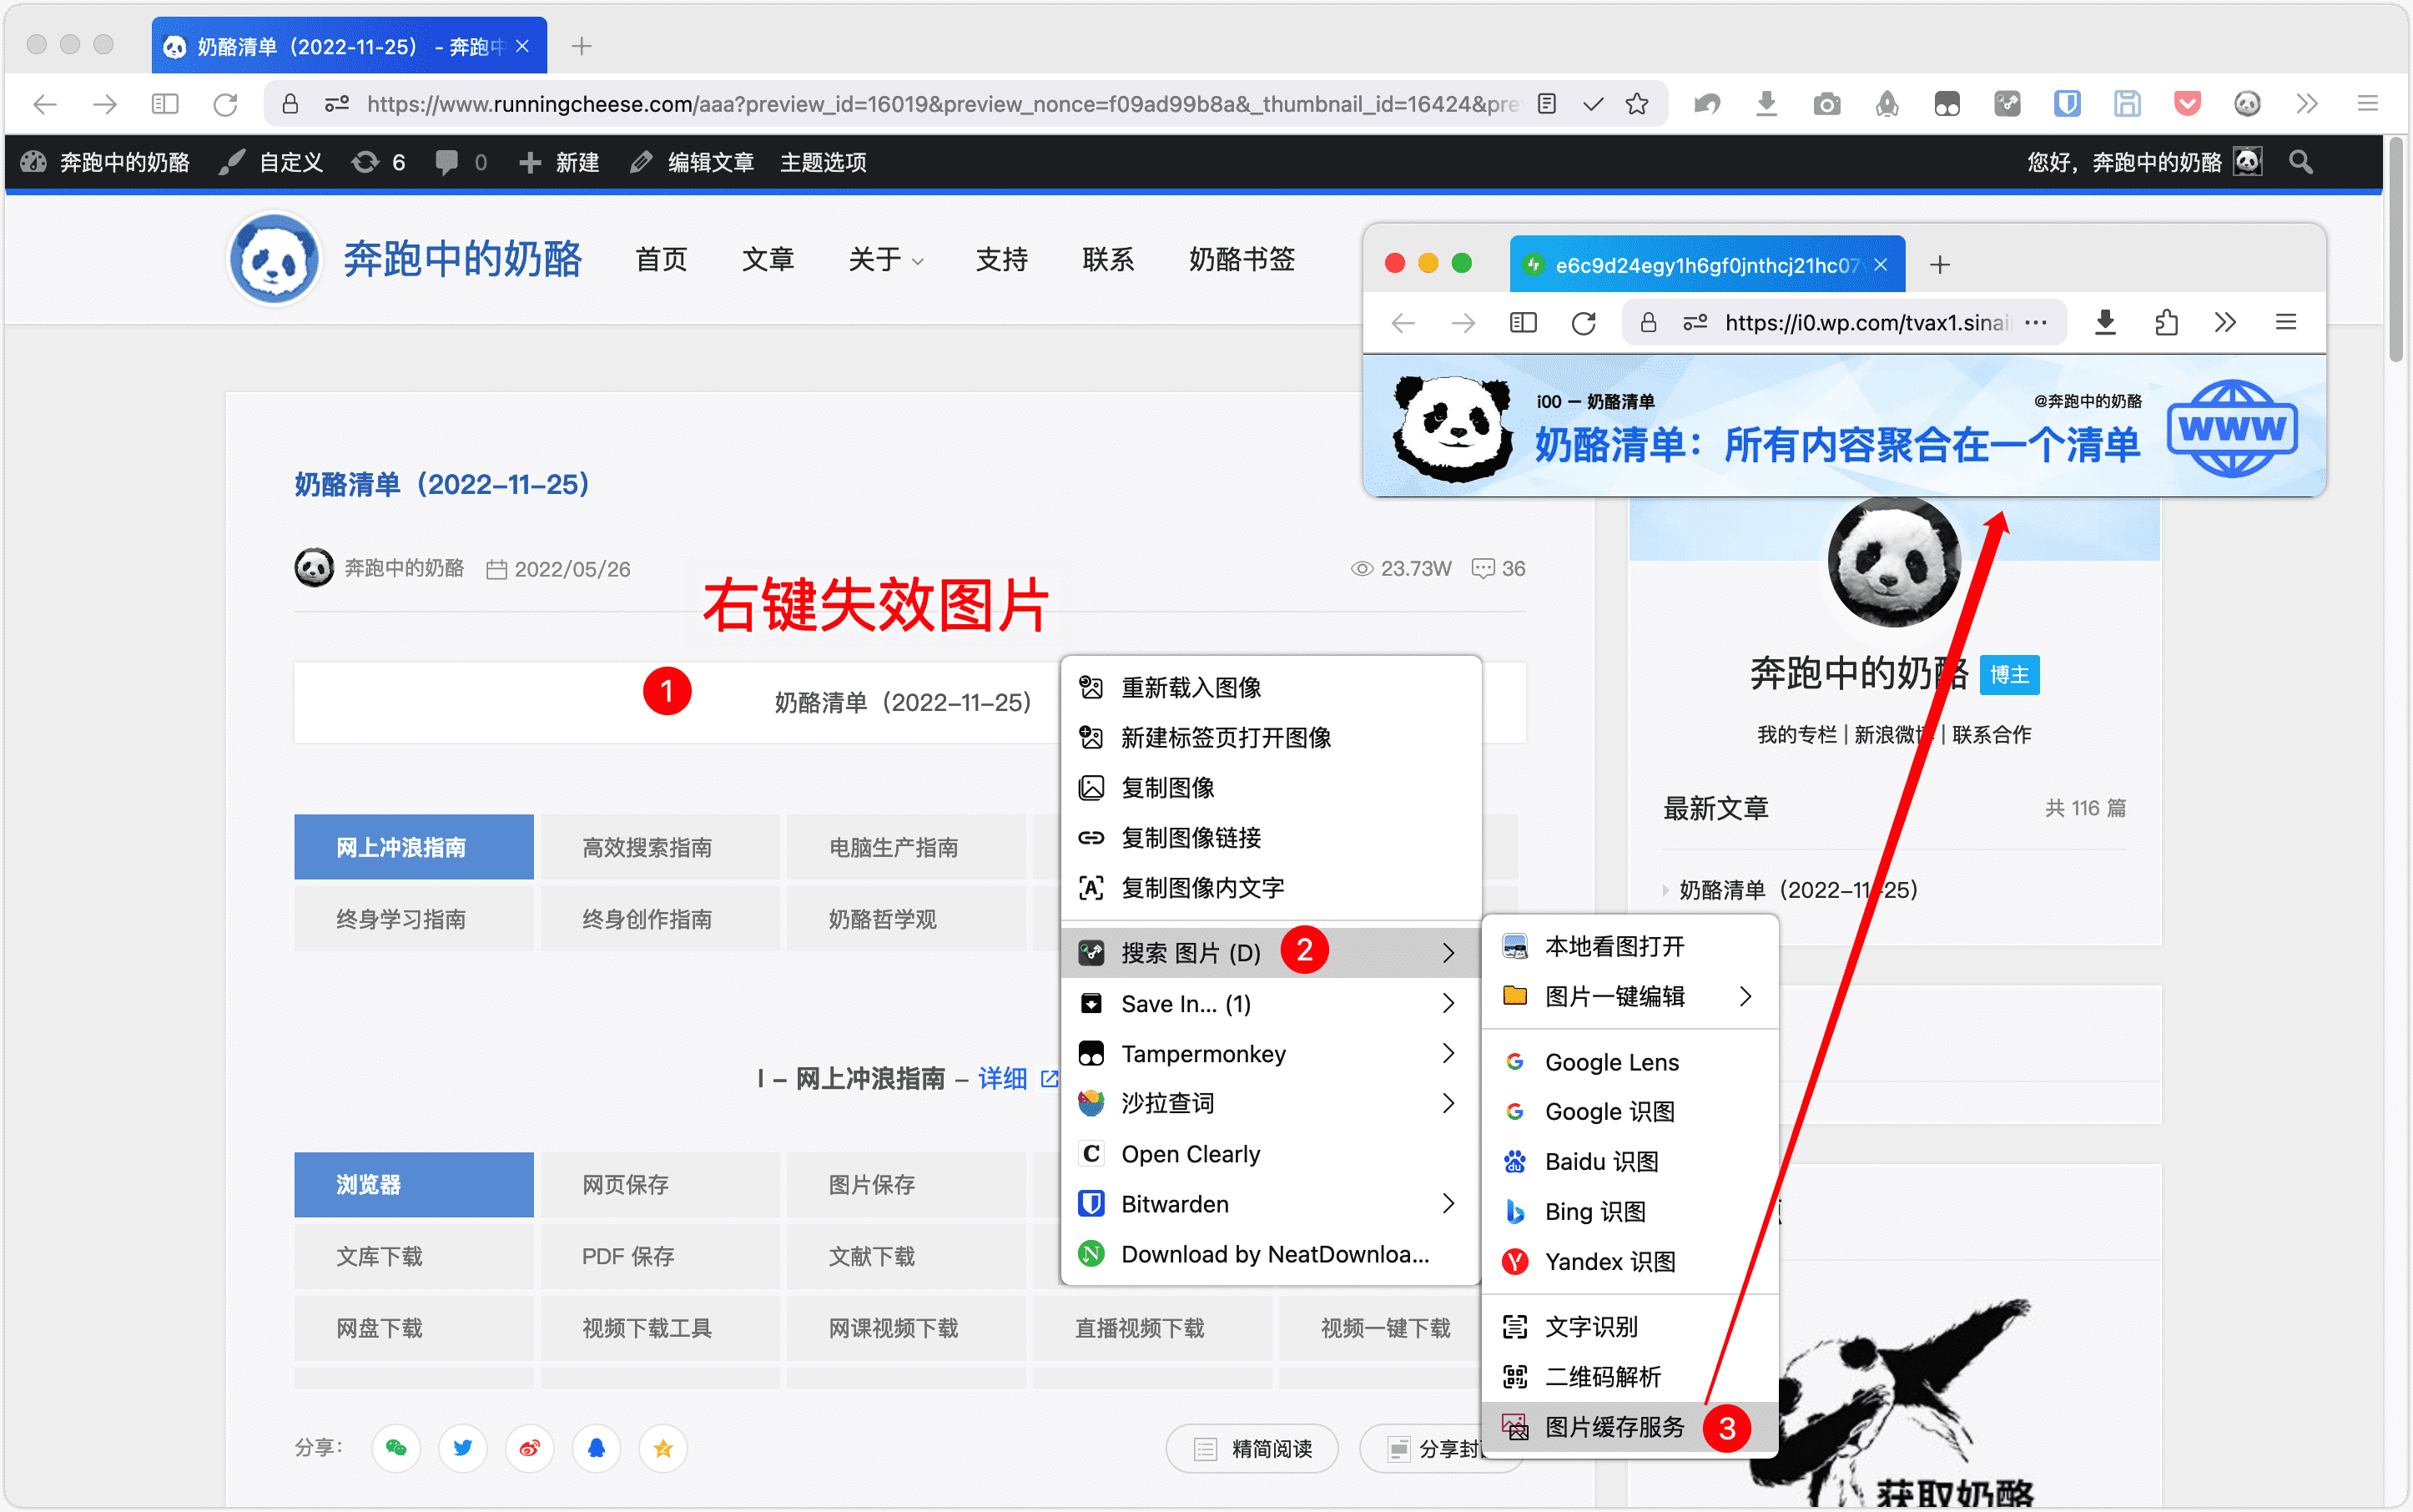 奶酪清单（2022-11-25） - 奔跑中
https://www.runningcheese.com/aaa?preview_id=16019&preview_nonce=f09ad99b8a&_thumbnail_id=16424&pre
奔跑中的奶酪 自定义 6 0 新建 编辑文章 主题选项 您好，奔跑中的奶酪
奔跑中的奶酪 首页 文章 关于 支持 联系 奶酪书签
e6c9d24egy1h6gf0jnthcj21hc07
https://i0.wp.com/tvax1.sinai ...
i00 — 奶酪清单 @奔跑中的奶酪
奶酪清单：所有内容聚合在一个清单
WWW
奶酪清单（2022-11-25）
奔跑中的奶酪 2022/05/26 23.73W 36
右键失效图片
1 奶酪清单（2022-11-25）
网上冲浪指南 高效搜索指南 电脑生产指南
终身学习指南 终身创作指南 奶酪哲学观
I – 网上冲浪指南 – 详细
浏览器 网页保存 图片保存
文库下载 PDF 保存 文献下载
网盘下载 视频下载工具 网课视频下载 直播视频下载 视频一键下载
分享： 精简阅读 分享封
重新载入图像
新建标签页打开图像
复制图像
复制图像链接
复制图像内文字
搜索 图片 (D) 2
Save In... (1)
Tampermonkey
沙拉查词
Open Clearly
Bitwarden
Download by NeatDownloa...
本地看图打开
图片一键编辑
Google Lens
Google 识图
Baidu 识图
Bing 识图
Yandex 识图
文字识别
二维码解析
图片缓存服务 3
奔跑中的奶酪 博主
我的专栏 | 新浪微博 | 联系合作
最新文章 共 116 篇
奶酪清单（2022-11-25）
获取奶酪